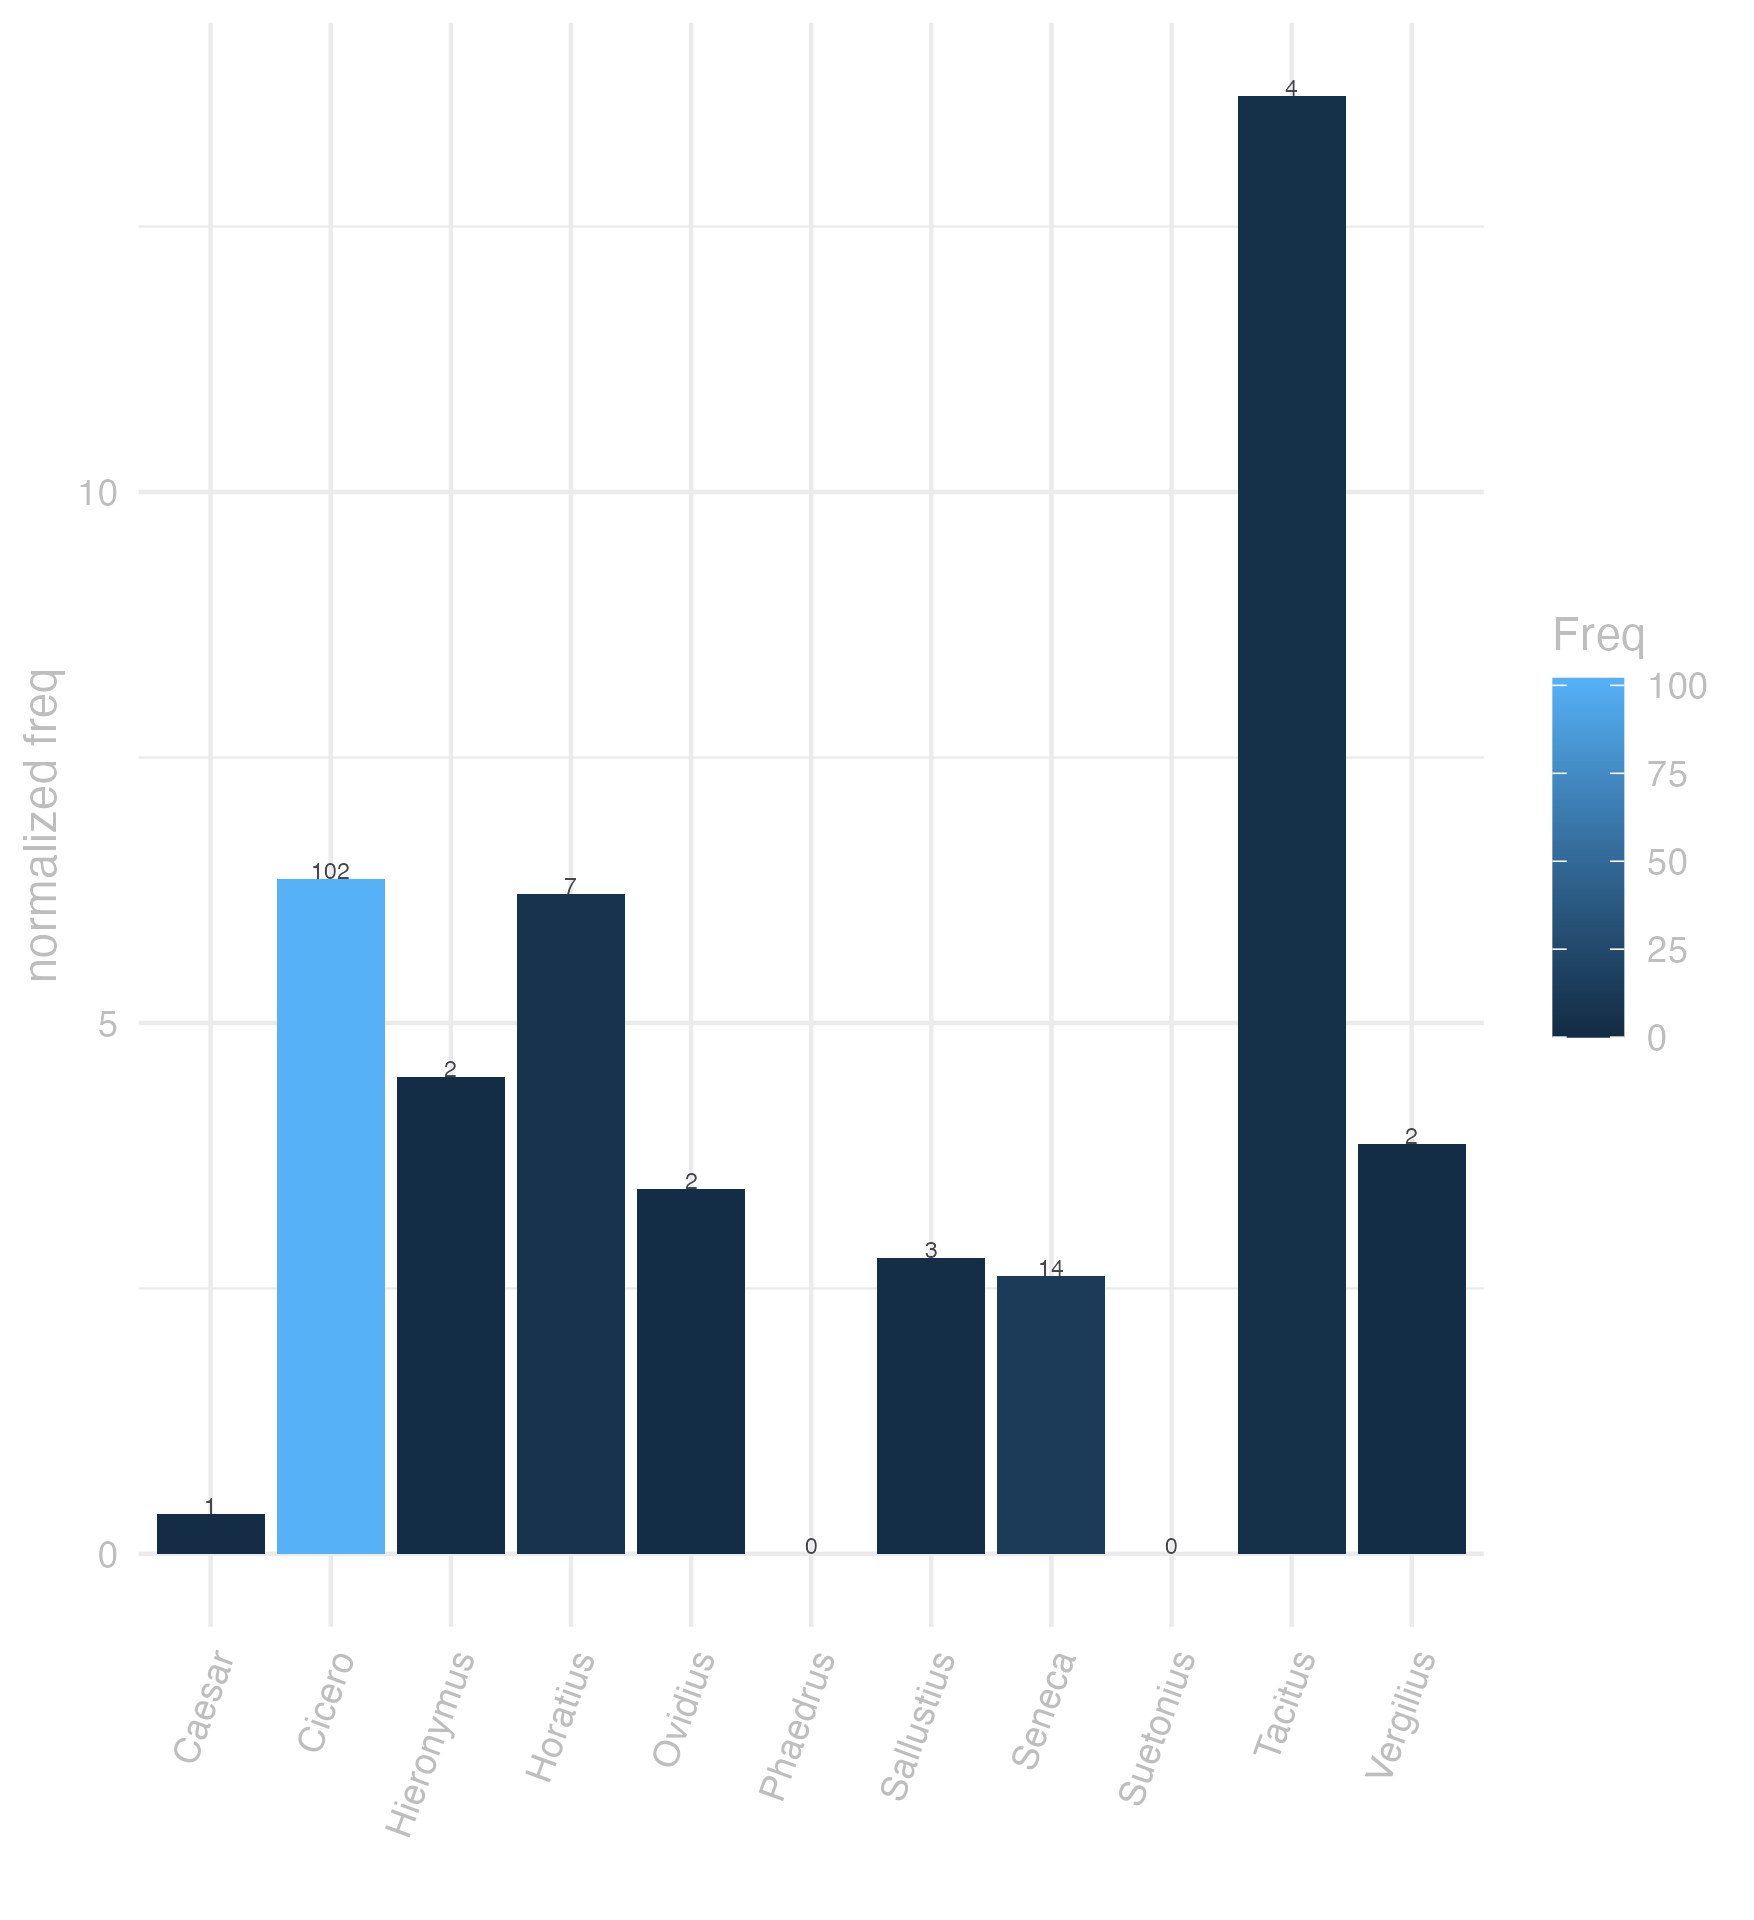 4
10
Freq
100
75
102
7
50
normalized freq
25
5
0
2
2
2
3
14
1
0
0
0
Caesar
Cicero
Hieronymus
Horatius
Ovidius
Phaedrus
Sallustius
Seneca
Suetonius
Tacitus
Vergilius